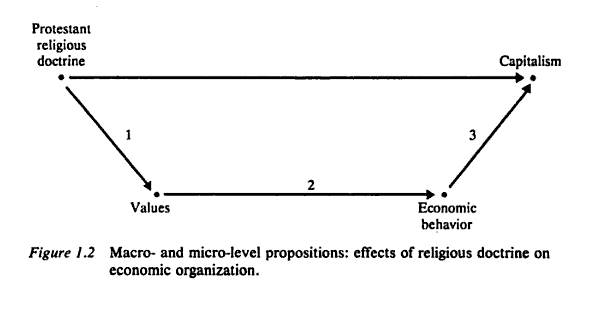 Protestant
religious
doctrine
Capitalism
1
3
2
Values
Economic
behavior
Figure 1.2 Macro- and micro-level propositions: effects of religious doctrine on
economic organization.